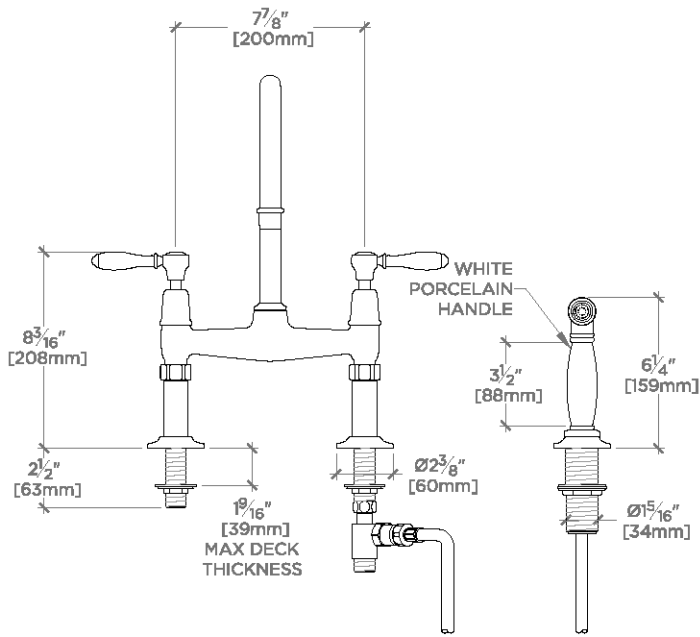 7⅞"
[200mm]
WHITE
PORCELAIN
HANDLE
8³⁄₁₆"
[208mm]
6¼"
[159mm]
3½"
[88mm]
2½"
[63mm]
Ø2⅜"
[60mm]
1⁹⁄₁₆"
[39mm]
MAX DECK
THICKNESS
Ø1⁵⁄₁₆"
[34mm]